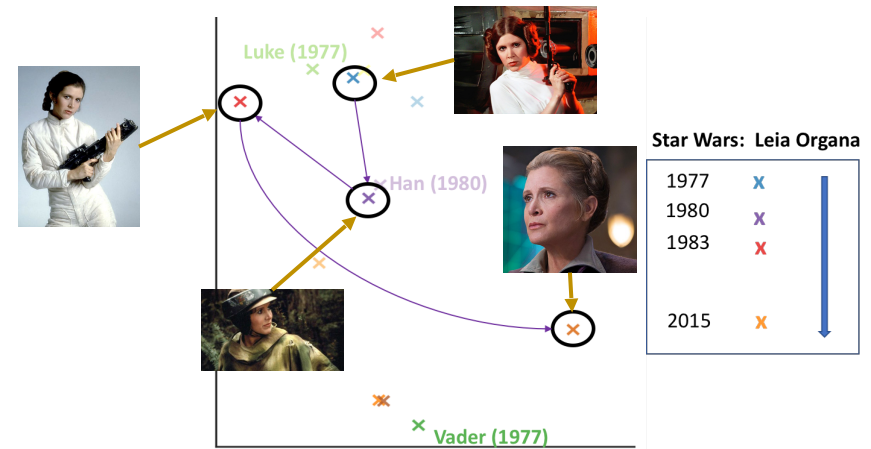 Luke (1977)
Han (1980)
Vader (1977)
Star Wars: Leia Organa
1977 x
1980 x
1983 x
2015 x